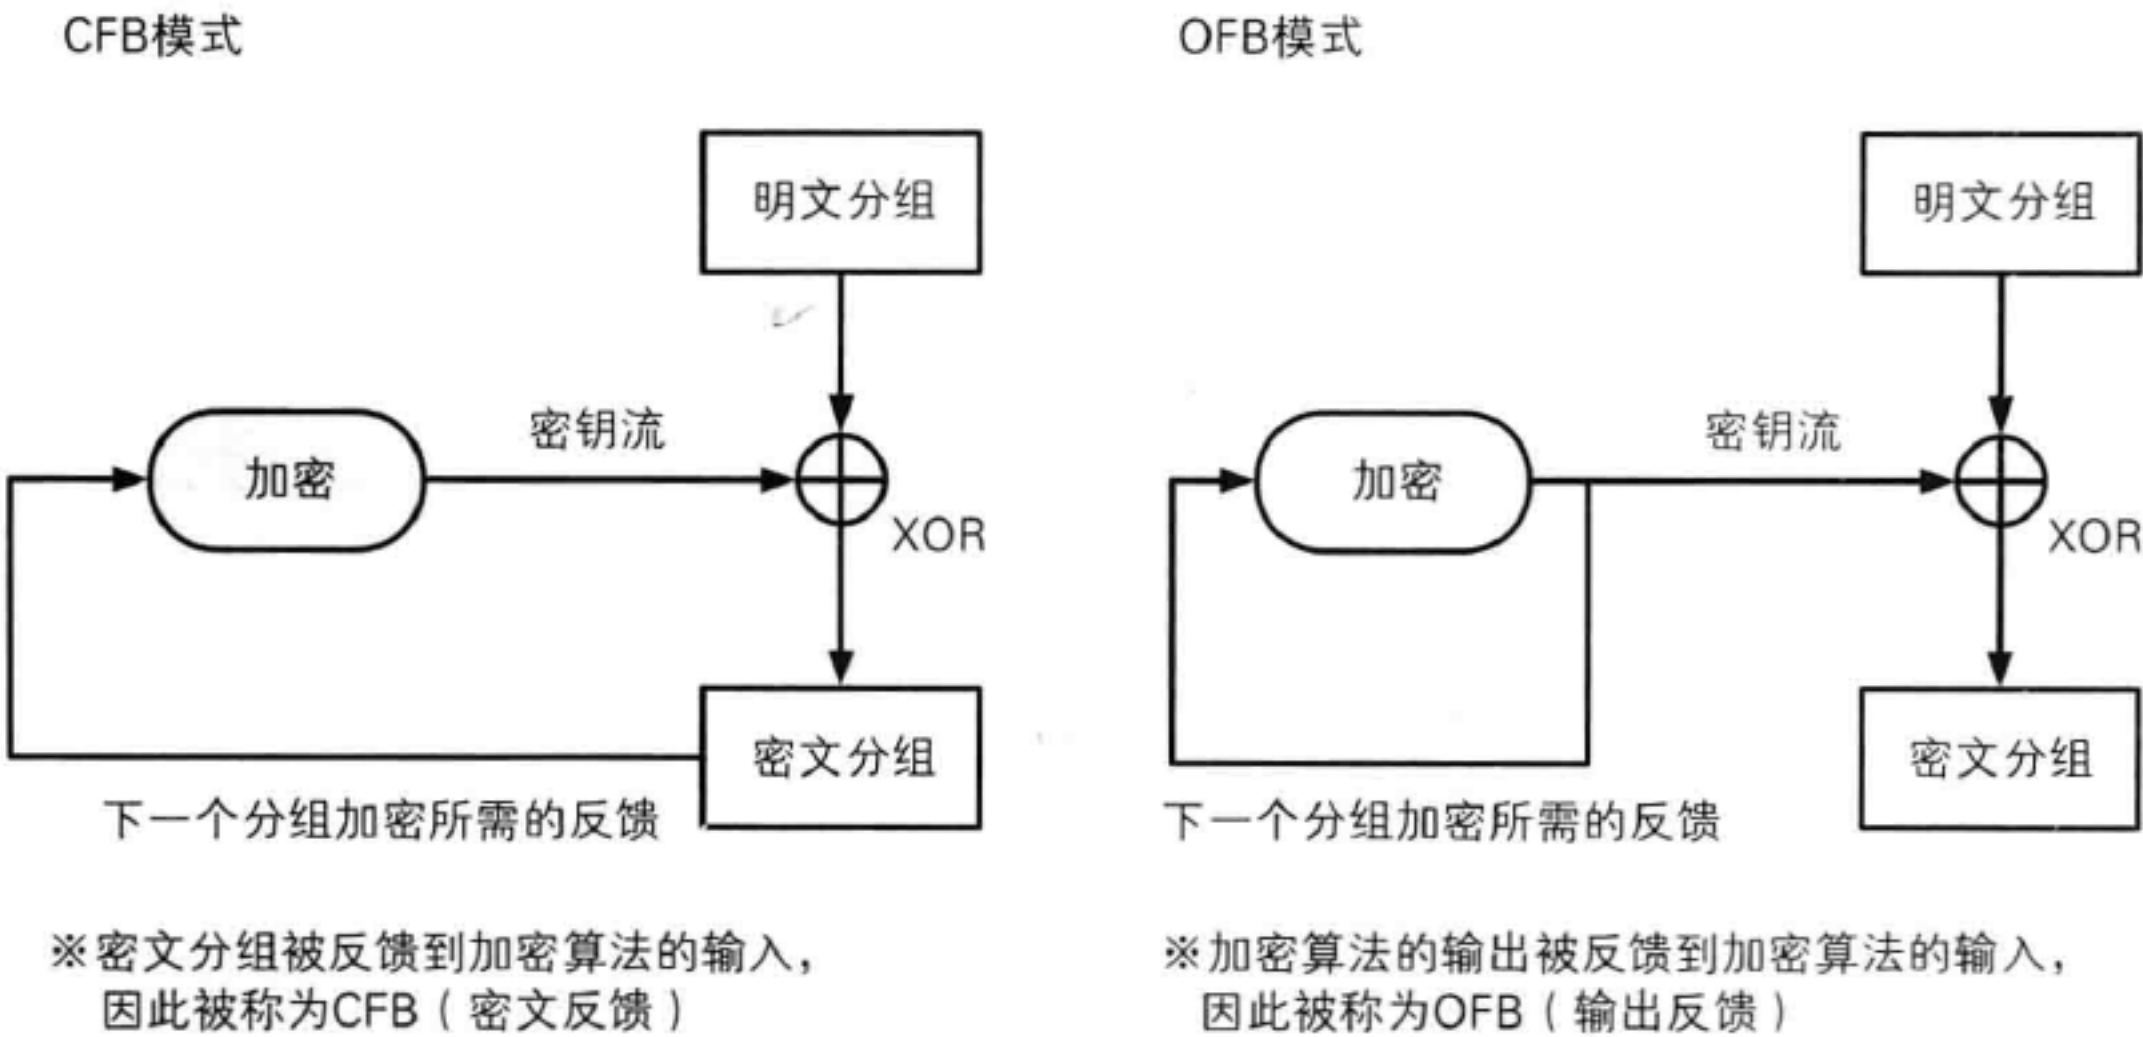 CFB模式
明文分组
加密
密钥流
XOR
密文分组
下一个分组加密所需的反馈
※密文分组被反馈到加密算法的输入，
因此被称为CFB（密文反馈）
OFB模式
明文分组
加密
密钥流
XOR
密文分组
下一个分组加密所需的反馈
※加密算法的输出被反馈到加密算法的输入，
因此被称为OFB（输出反馈）